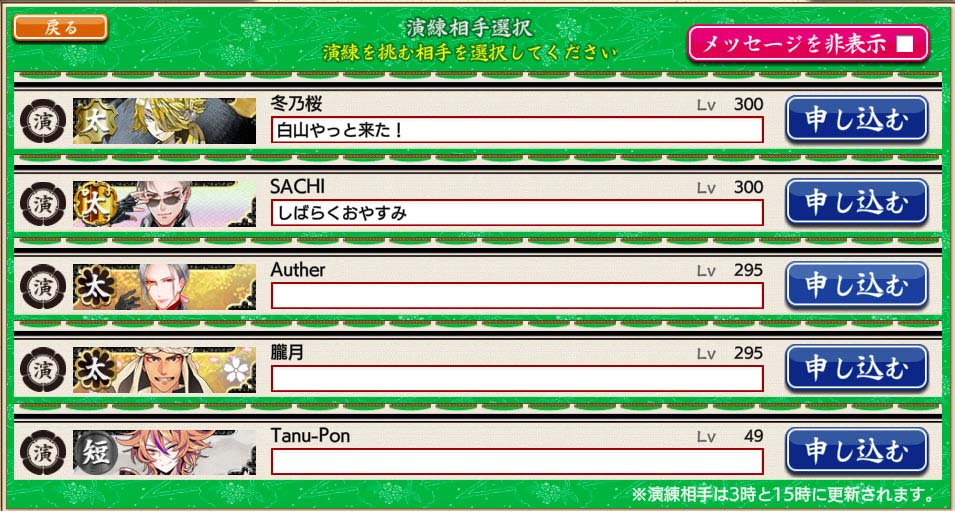 戻る
演練相手選択
演練を挑む相手を選択してください
メッセージを非表示
演
太
冬乃桜
Lv 300
白山やっと来た！
申し込む
演
太
SACHI
Lv 300
しばらくおやすみ
申し込む
演
太
Auther
Lv 295
申し込む
演
太
朧月
Lv 295
申し込む
演
短
Tanu-Pon
Lv 49
申し込む
※演練相手は3時と15時に更新されます。